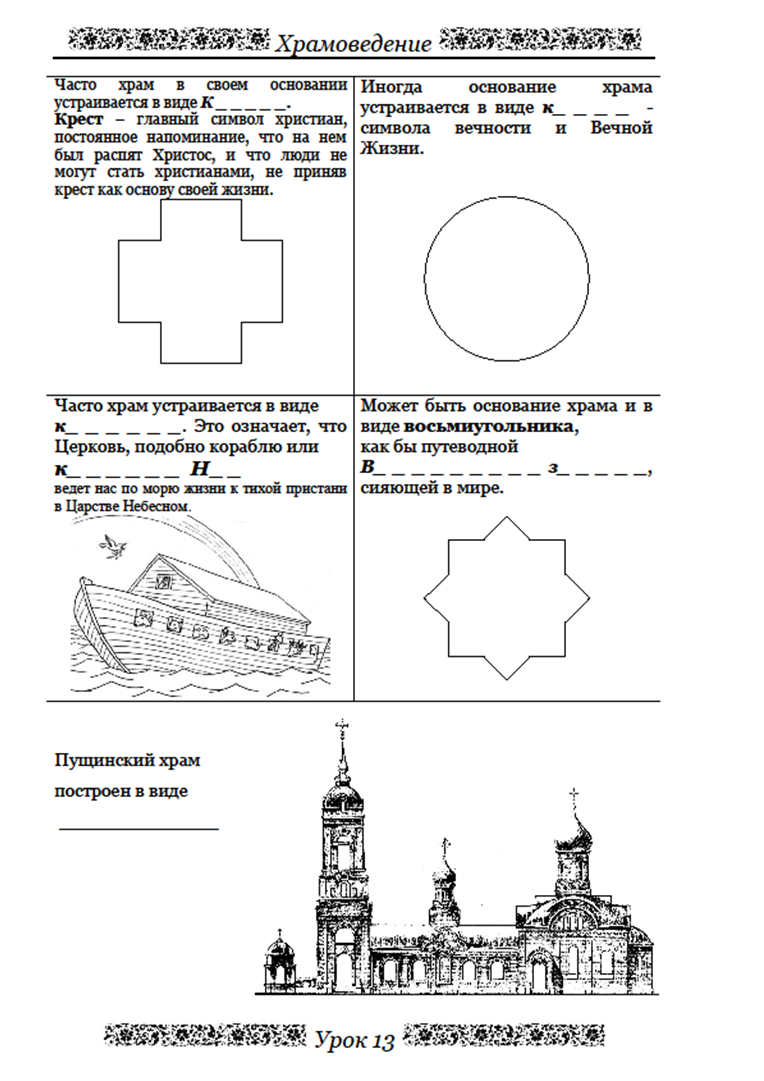 Храмоведение
Часто храм в своем основании
устраивается в виде К _ _ _ _ _.
Крест – главный символ христиан,
постоянное напоминание, что на нем
был распят Христос, и что люди не
могут стать христианами, не приняв
крест как основу своей жизни.
Иногда основание храма
устраивается в виде к_ _ _ _ -
символа вечности и Вечной
Жизни.
Часто храм устраивается в виде
к_ _ _ _ _ _. Это означает, что
Церковь, подобно кораблю или
к_ _ _ _ _ _ Н_ _
ведет нас по морю жизни к тихой пристани
в Царстве Небесном.
Может быть основание храма и в
виде восьмиугольника,
как бы путеводной
В_ _ _ _ _ _ _ _ _ _ з_ _ _ _ _,
сияющей в мире.
Пущинский храм
построен в виде
_______________
Урок 13